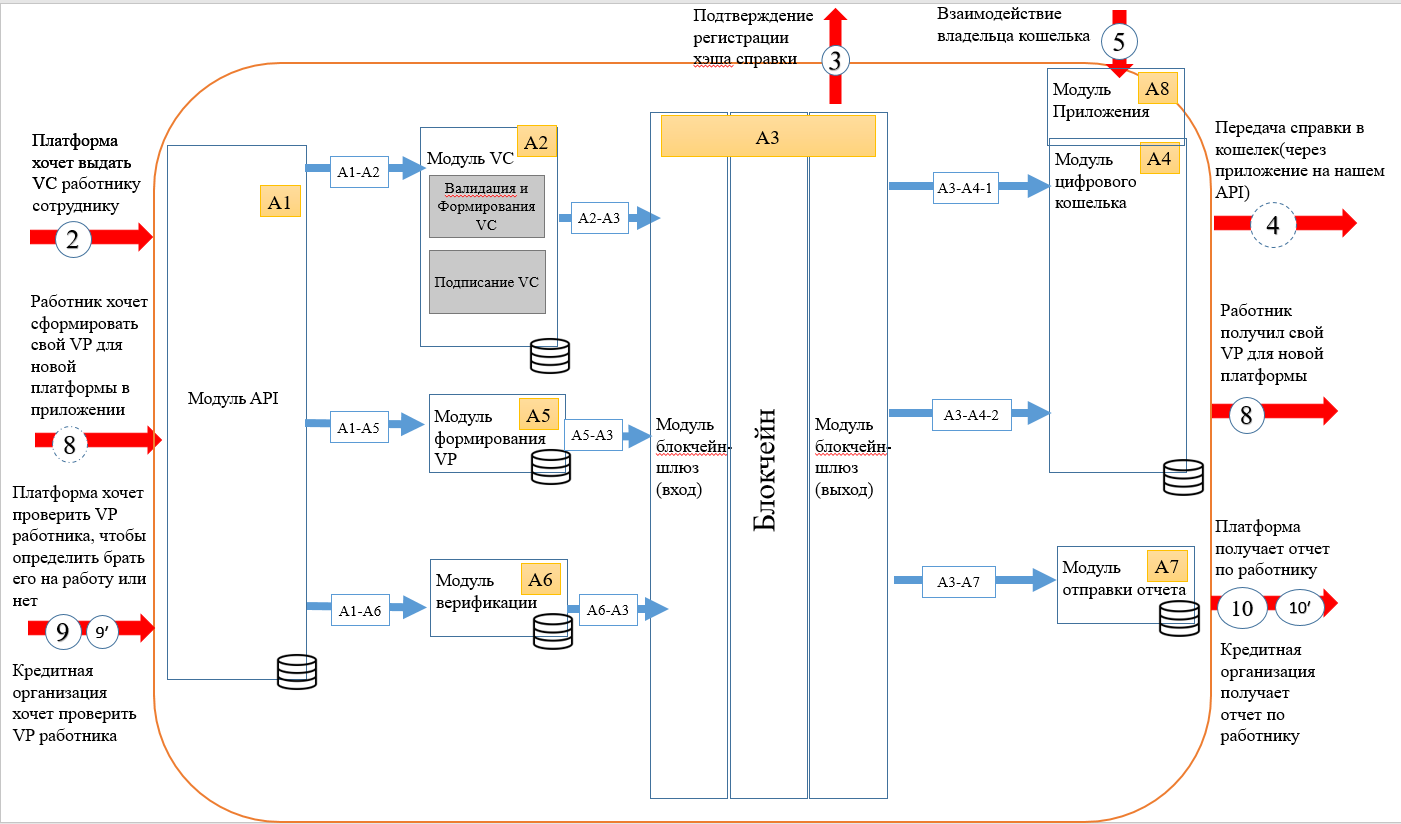 Подтверждение
регистрации
хэша справки
3
Взаимодействие
владельца кошелька
5
Платформа
хочет выдать
VC работнику
сотруднику
2
Работник хочет
сформировать
свой VP для
новой
платформы в
приложении
8
Платформа хочет
проверить VP
работника, чтобы
определить брать
его на работу или
нет
9
9′
Кредитная
организация
хочет проверить
VP работника
A1
Модуль API
A1-A2
A1-A5
A1-A6
A2
Модуль VC
Валидация и
Формирования
VC
Подписание VC
A2-A3
Модуль
формирования
VP
A5
A5-A3
Модуль
верификации
A6
A6-A3
A3
Модуль
блокчейн-
шлюз
(вход)
Блокчейн
Модуль
блокчейн-
шлюз
(выход)
A3-A4-1
A3-A4-2
A3-A7
Модуль
Приложения
A8
Модуль
цифрового
кошелька
A4
Модуль
отправки отчета
A7
Передача справки в
кошелек(через
приложение на нашем
API)
4
Работник
получил свой
VP для новой
платформы
8
Платформа
получает отчет
по работнику
10
10′
Кредитная
организация
получает
отчет по
работнику